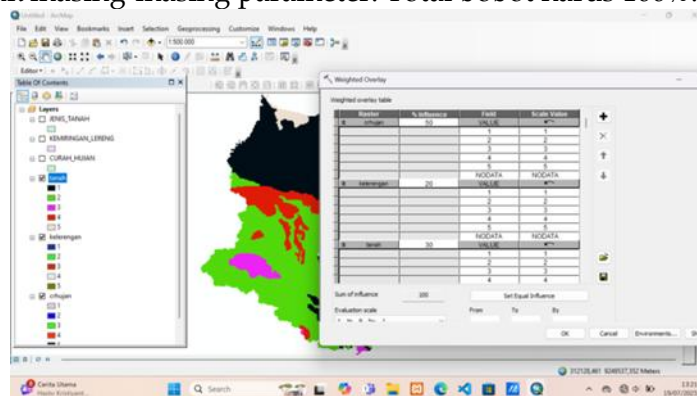 masing-masing parameter. Total bobot harus 100%.
Untitled - ArcMap
File Edit View Bookmarks Insert Selection Geoprocessing Customize Windows Help
1:500 000
Editor
Table Of Contents
Layers
JENIS_TANAH
KEMIRINGAN_LERENG
CURAH_HUJAN
tanah
1
2
3
4
5
kelerengan
1
2
3
4
5
crhujan
1
2
3
4
Weighted Overlay
Weighted overlay table
Raster % Influence Field Scale Value
crhujan 50 VALUE
1 1
2 2
3 3
4 4
5 5
NODATA NODATA
kelerengan 20 VALUE
1 1
2 2
3 3
4 4
5 5
NODATA NODATA
tanah 30 VALUE
1 1
2 2
3 3
4 4
Sum of influence 100 Set Equal Influence
Evaluation scale From To By
OK Cancel Environments...
Meters
Cerita Utama
Search
13:21